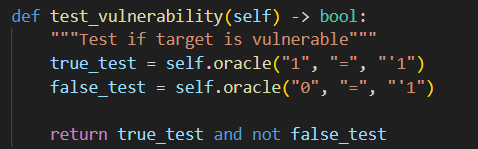 def test_vulnerability(self) -> bool:
    """Test if target is vulnerable"""
    true_test = self.oracle("1", "=", "'1")
    false_test = self.oracle("0", "=", "'1")

    return true_test and not false_test